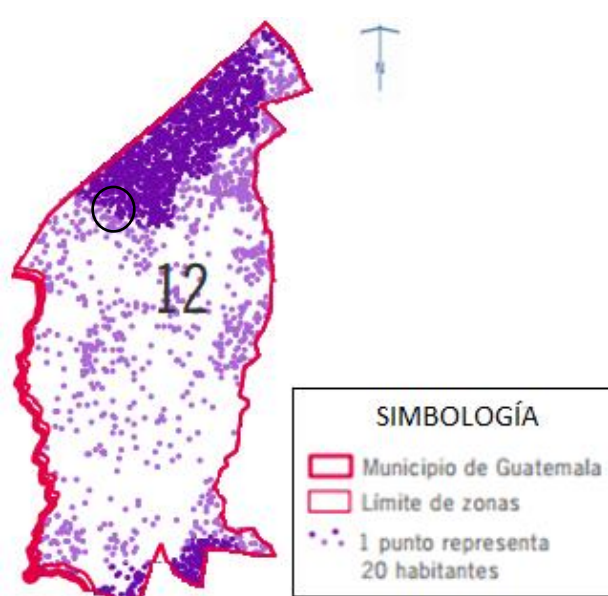 N
12
SIMBOLOGÍA
Municipio de Guatemala
Límite de zonas
1 punto representa
20 habitantes